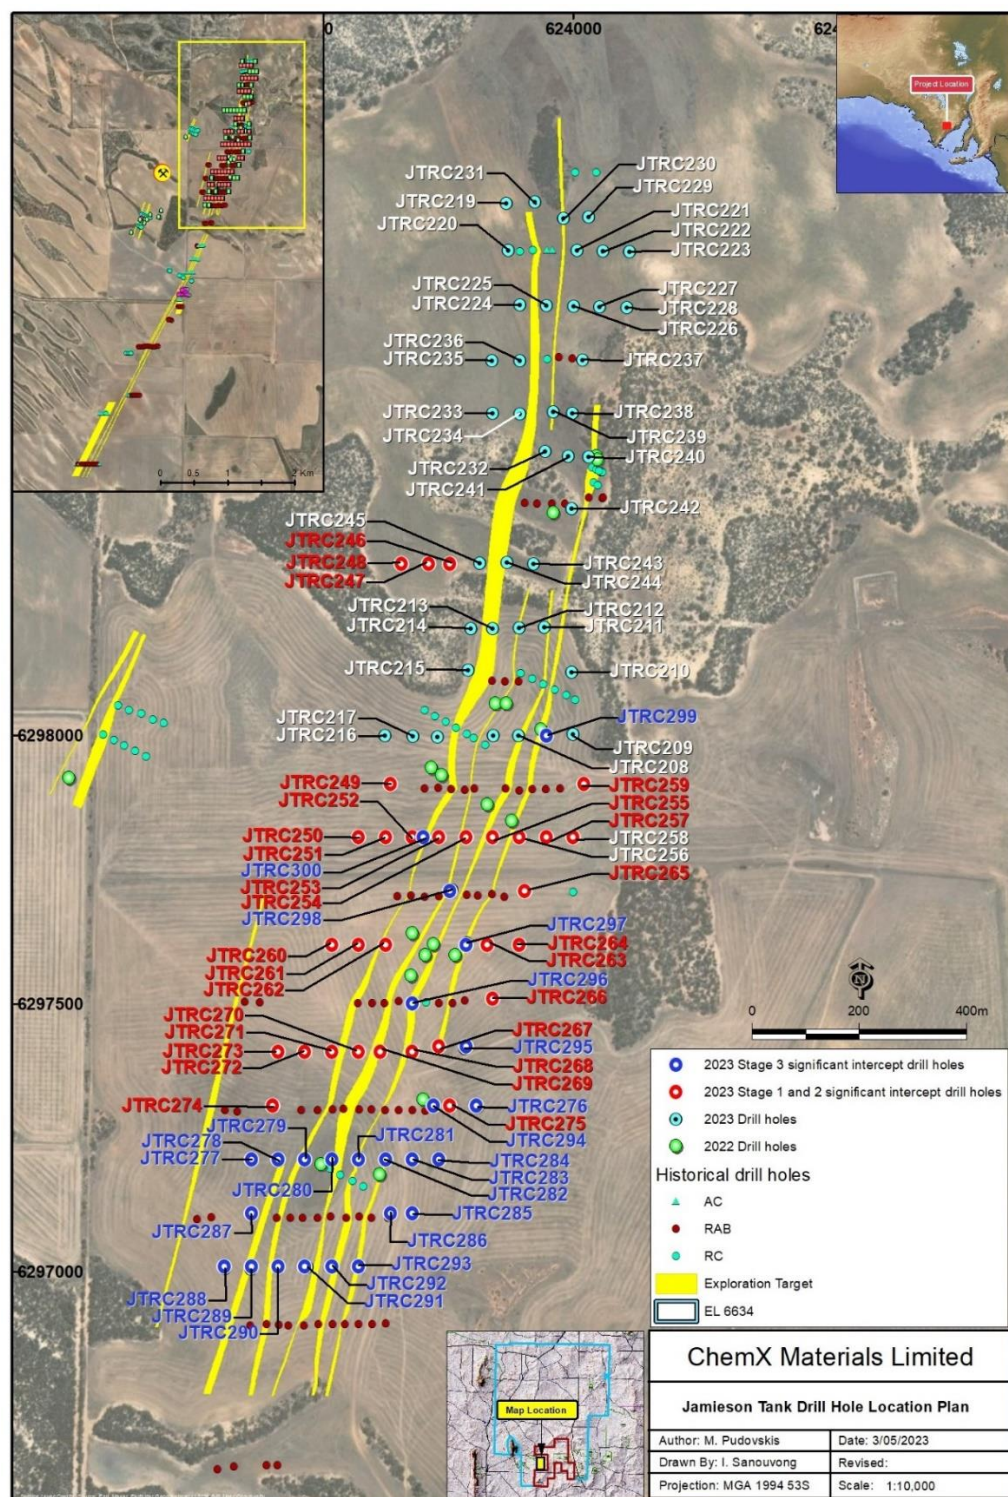 0
624000
624
Project Location
0 0.5 1 2 Km
JTRC231
JTRC230
JTRC219
JTRC229
JTRC220
JTRC221
JTRC222
JTRC223
JTRC225
JTRC227
JTRC224
JTRC228
JTRC226
JTRC236
JTRC235
JTRC237
JTRC233
JTRC238
JTRC234
JTRC239
JTRC232
JTRC240
JTRC241
JTRC245
JTRC242
JTRC246
JTRC248
JTRC243
JTRC247
JTRC244
JTRC213
JTRC212
JTRC214
JTRC211
JTRC215
JTRC210
JTRC217
JTRC299
6298000
JTRC216
JTRC209
JTRC208
JTRC249
JTRC259
JTRC252
JTRC255
JTRC257
JTRC250
JTRC258
JTRC251
JTRC256
JTRC300
JTRC253
JTRC265
JTRC254
JTRC298
JTRC297
JTRC260
JTRC264
JTRC261
JTRC263
JTRC262
JTRC296
6297500
JTRC266
JTRC270
JTRC271
JTRC267
JTRC273
JTRC295
JTRC272
JTRC268
JTRC269
JTRC274
JTRC276
JTRC275
JTRC279
JTRC281
JTRC294
JTRC278
JTRC277
JTRC284
JTRC280
JTRC283
JTRC282
JTRC287
JTRC285
JTRC286
6297000
JTRC293
JTRC288
JTRC292
JTRC289
JTRC291
JTRC290
N
0 200 400m
2023 Stage 3 significant intercept drill holes
2023 Stage 1 and 2 significant intercept drill holes
2023 Drill holes
2022 Drill holes
Historical drill holes
AC
RAB
RC
Exploration Target
EL 6634
Map Location
ChemX Materials Limited
Jamieson Tank Drill Hole Location Plan
Author: M. Pudovskis
Date: 3/05/2023
Drawn By: I. Sanouvong
Revised:
Projection: MGA 1994 53S
Scale: 1:10,000